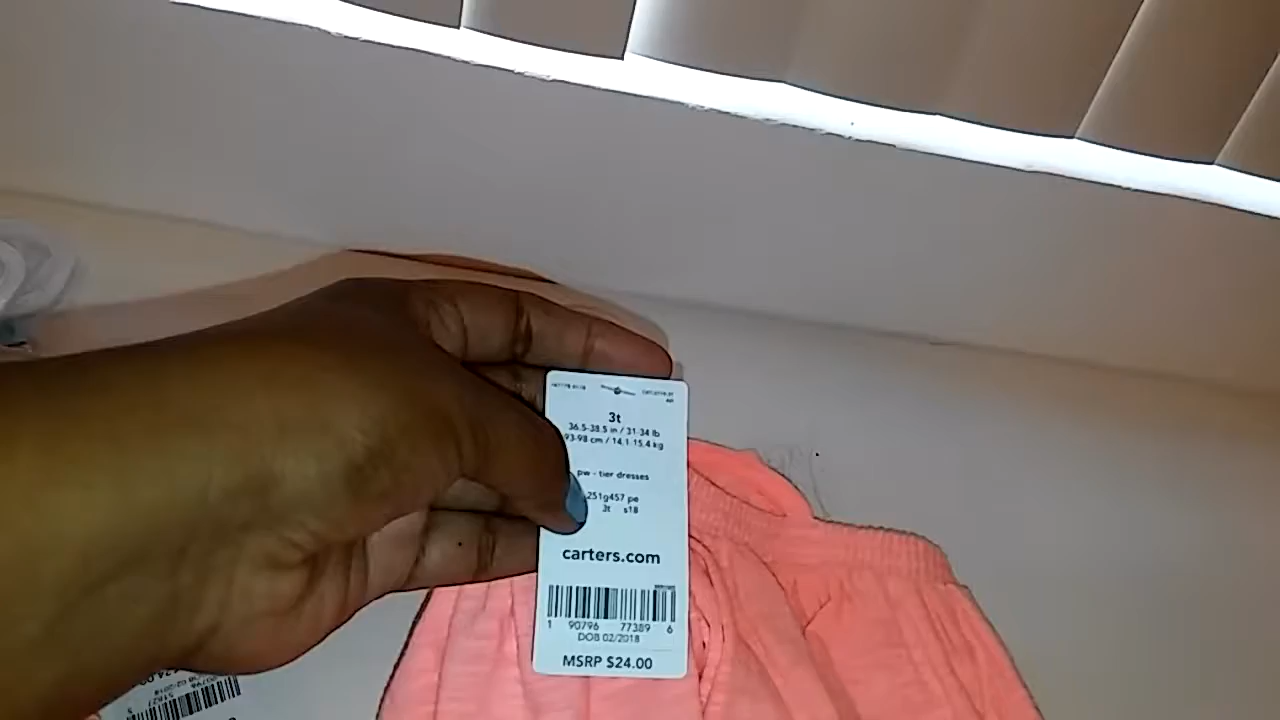 3t
36.5-38.5 in / 31-34 lb
93-98 cm / 14.1-15.4 kg
pw - tier dresses
251g457 pe
3t s18
carters.com
1 90796 77389 6
DOB 02/2018
MSRP $24.00